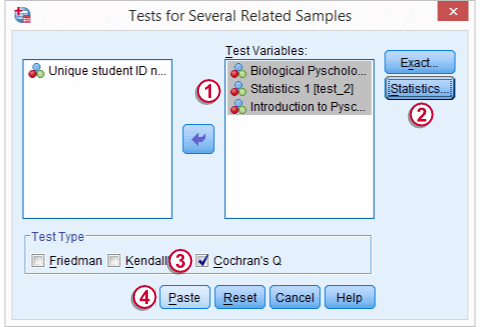 Tests for Several Related Samples
Test Variables:
Unique student ID n...
Biological Pyscholo...
Statistics 1 [test_2]
Introduction to Pysc...
Exact...
Statistics...
1
2
Test Type
Friedman Kendall 3 Cochran's Q
4 Paste Reset Cancel Help